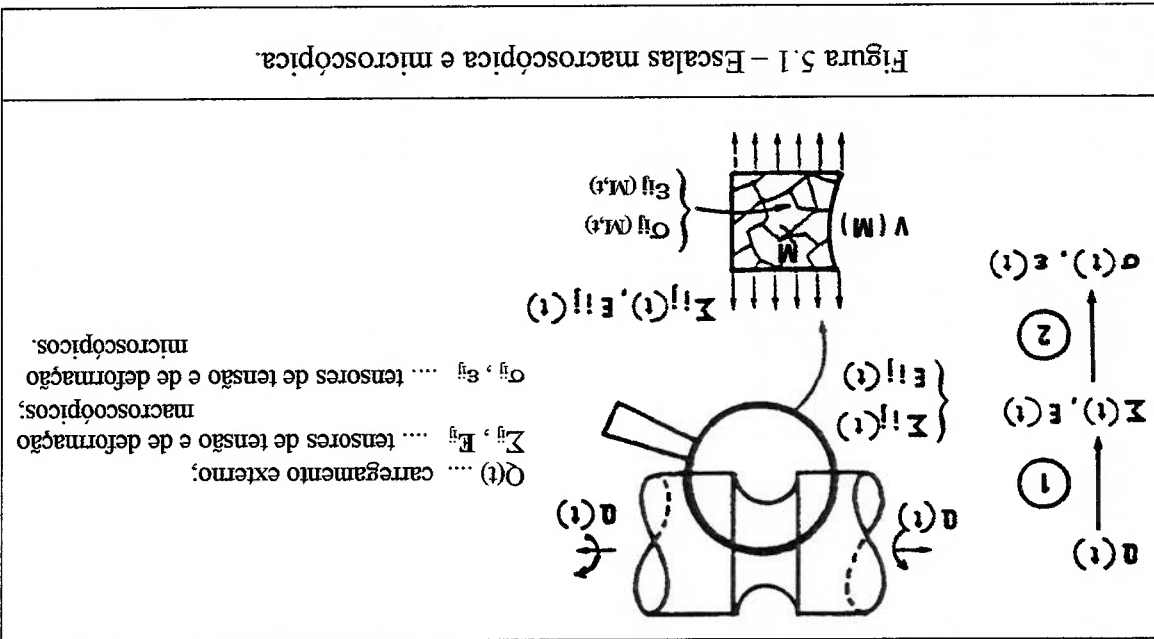 Q(t)
1
Σ(t), E(t)
2
σ(t), ε(t)
Q(t)
Q(t)
Σij(t)
Eij(t)
Σij(t), Eij(t)
V(M)
M
σij (M,t)
εij (M,t)
Q(t) .... carregamento externo;
Σij , Eij .... tensores de tensão e de deformação
macroscoópicos;
σij , εij .... tensores de tensão e de deformação
microscópicos.
Figura 5.1 – Escalas macroscópica e microscópica.